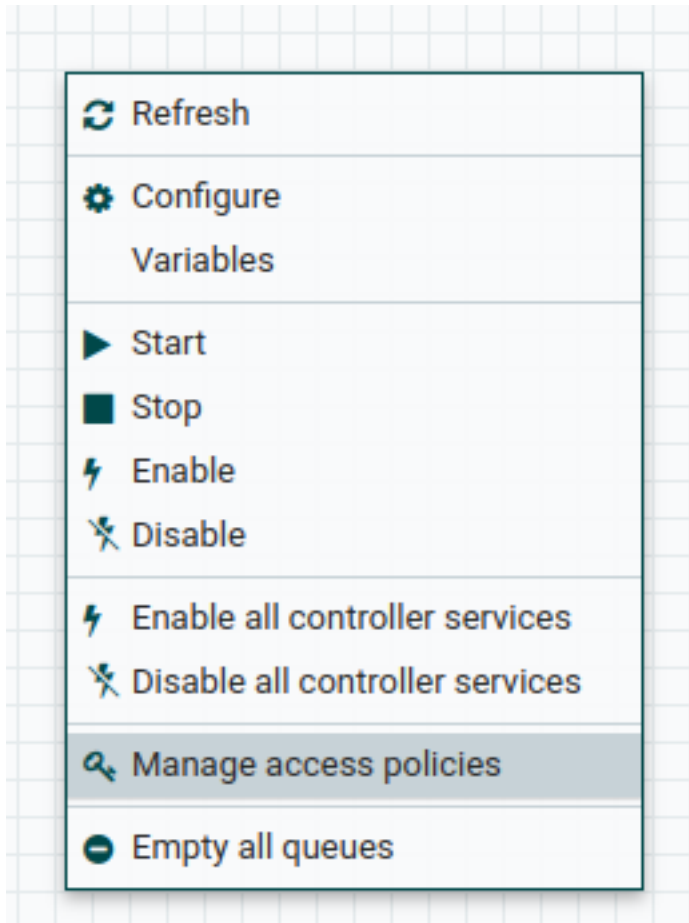 Refresh
Configure
Variables
Start
Stop
Enable
Disable
Enable all controller services
Disable all controller services
Manage access policies
Empty all queues